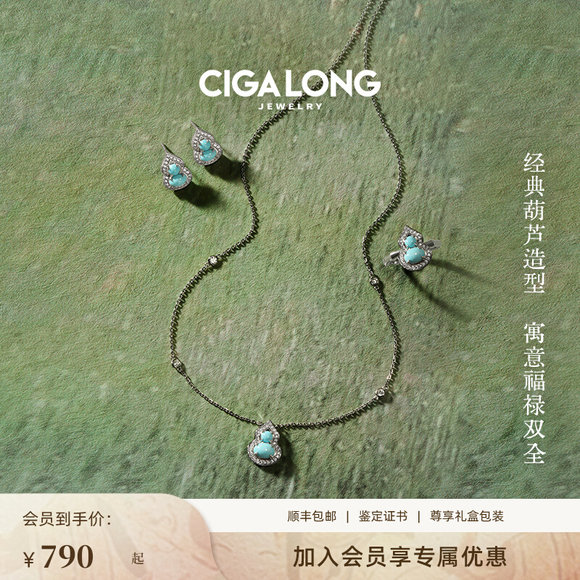 CIGALONG
JEWELRY
经典葫芦造型 寓意福禄双全
会员到手价：
¥790 起
顺丰包邮 | 鉴定证书 | 尊享礼盒包装
加入会员享专属优惠